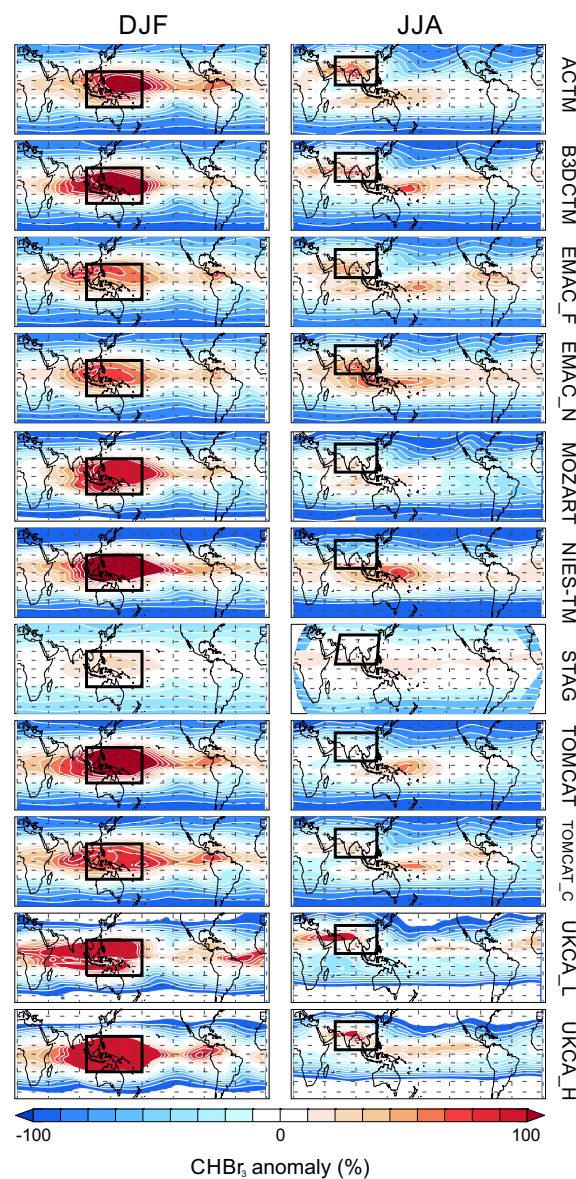 DJF JJA
ACTM
B3DCTM
EMAC_F
EMAC_N
MOZART
NIES-TM
STAG
TOMCAT
TOMCAT_C
UKCA_L
UKCA_H
-100 0 100
CHBr₃ anomaly (%)